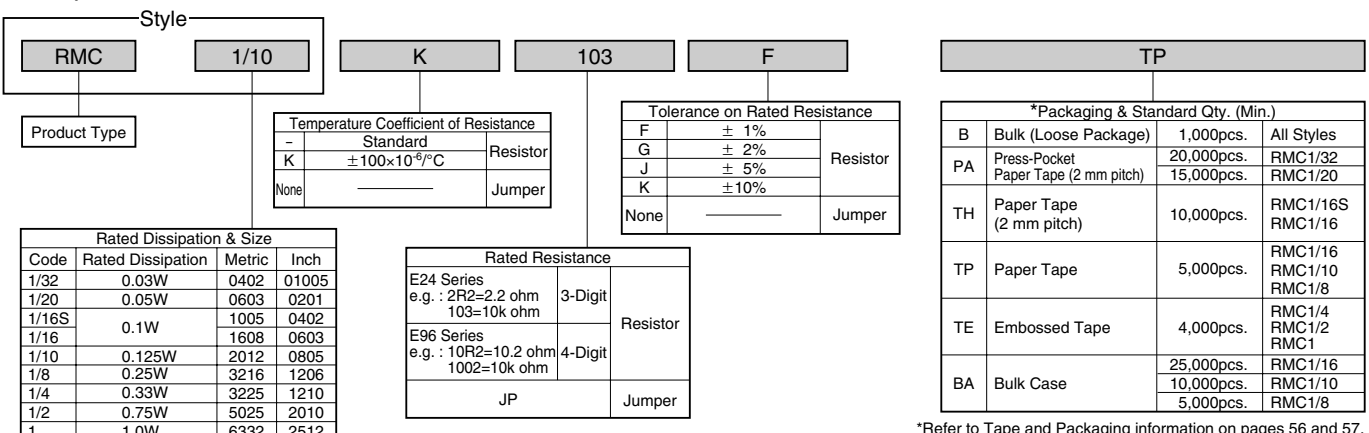 Style
RMC 1/10 K 103 F TP
Product Type
Temperature Coefficient of Resistance
– Standard Resistor
K ±100×10-6/°C
None Jumper
Tolerance on Rated Resistance
F ± 1% Resistor
G ± 2%
J ± 5%
K ±10%
None Jumper
*Packaging & Standard Qty. (Min.)
B Bulk (Loose Package) 1,000pcs. All Styles
PA Press-Pocket 20,000pcs. RMC1/32
Paper Tape (2 mm pitch) 15,000pcs. RMC1/20
TH Paper Tape 10,000pcs. RMC1/16S
(2 mm pitch) RMC1/16
TP Paper Tape 5,000pcs. RMC1/16
RMC1/10
RMC1/8
TE Embossed Tape 4,000pcs. RMC1/4
RMC1/2
RMC1
BA Bulk Case 25,000pcs. RMC1/16
10,000pcs. RMC1/10
5,000pcs. RMC1/8
*Refer to Tape and Packaging information on pages 56 and 57.
Rated Dissipation & Size
Code Rated Dissipation Metric Inch
1/32 0.03W 0402 01005
1/20 0.05W 0603 0201
1/16S 0.1W 1005 0402
1/16 1608 0603
1/10 0.125W 2012 0805
1/8 0.25W 3216 1206
1/4 0.33W 3225 1210
1/2 0.75W 5025 2010
1 1.0W 6332 2512
Rated Resistance
E24 Series
e.g. : 2R2=2.2 ohm 3-Digit Resistor
103=10k ohm
E96 Series
e.g. : 10R2=10.2 ohm 4-Digit
1002=10k ohm
JP Jumper